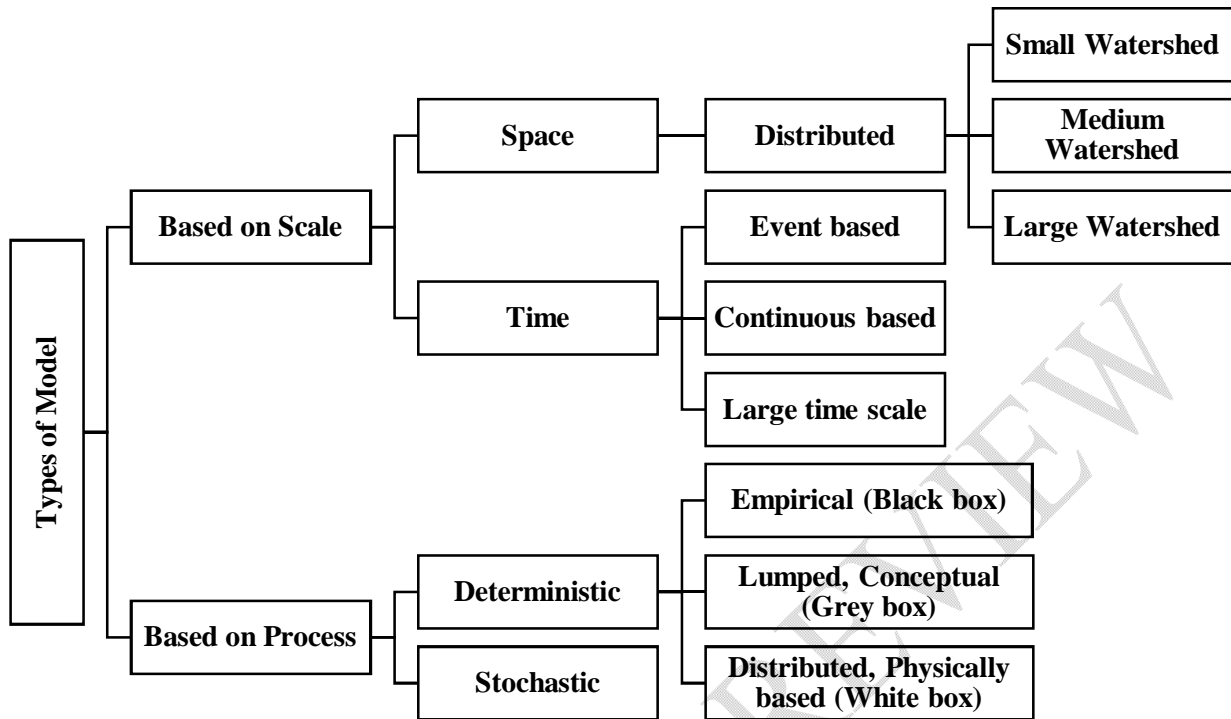 Types of Model
Based on Scale
Space
Distributed
Small Watershed
Medium
Watershed
Large Watershed
Time
Event based
Continuous based
Large time scale
Based on Process
Deterministic
Empirical (Black box)
Lumped, Conceptual
(Grey box)
Distributed, Physically
based (White box)
Stochastic
REVIEW